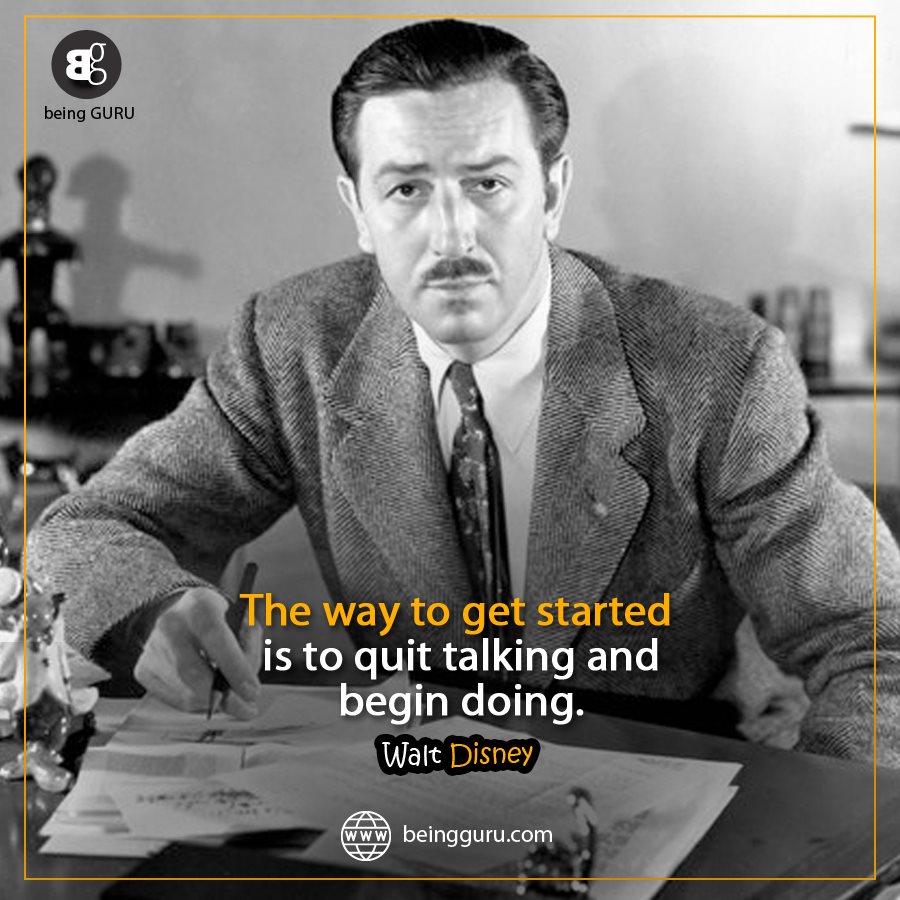 Bg
being GURU
The way to get started
is to quit talking and
begin doing.
Walt Disney
www
beingguru.com